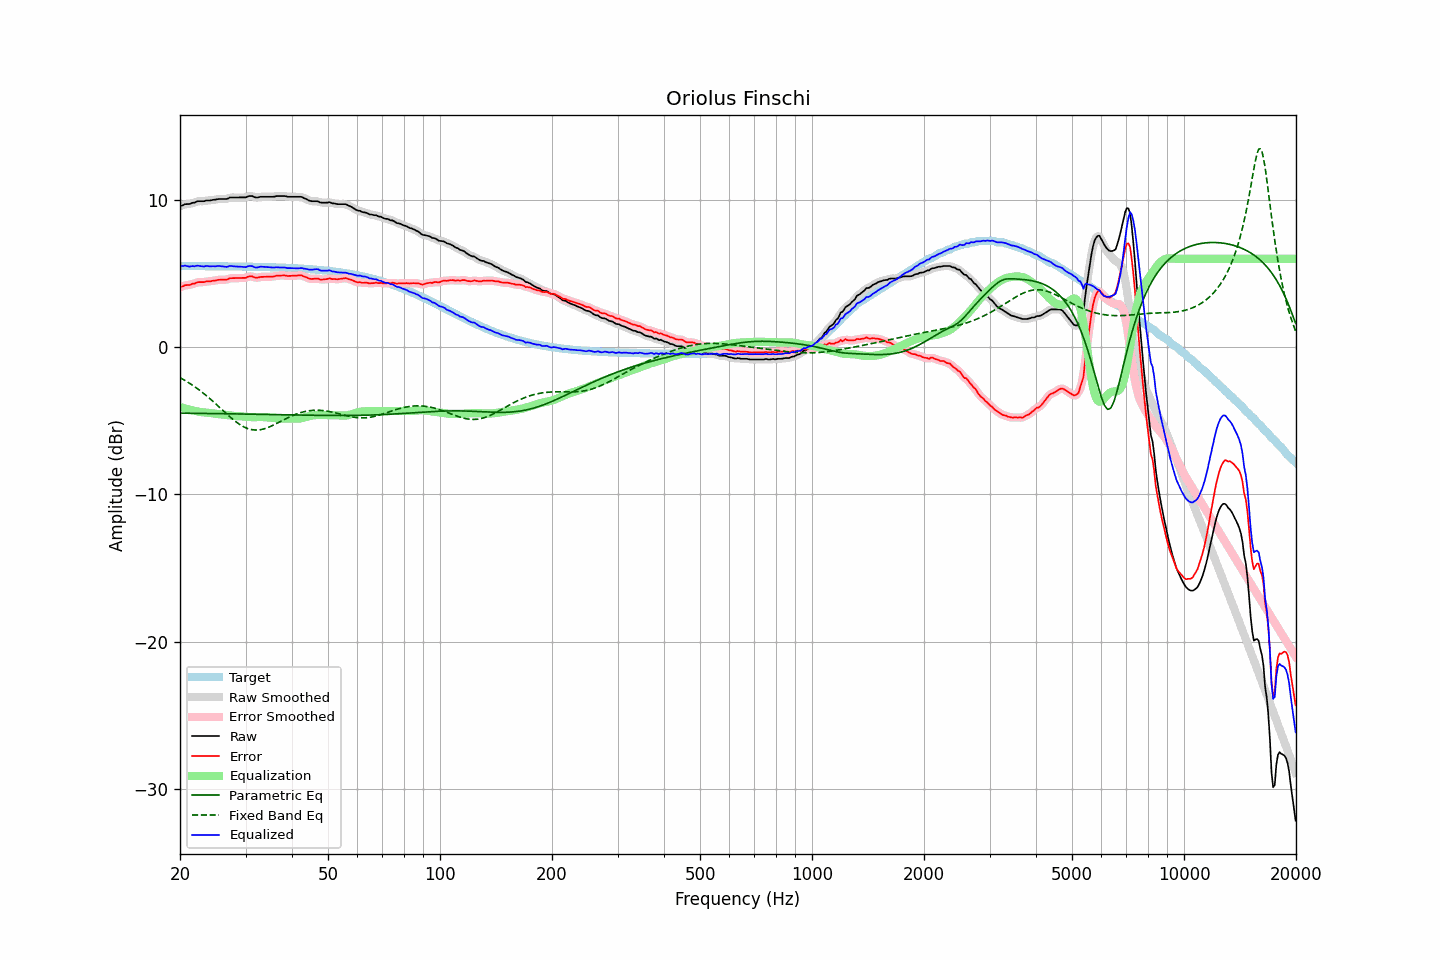 Oriolus Finschi
Amplitude (dBr)
10
0
−10
−20
−30
Target
Raw Smoothed
Error Smoothed
Raw
Error
Equalization
Parametric Eq
Fixed Band Eq
Equalized
20 50 100 200 500 1000 2000 5000 10000 20000
Frequency (Hz)